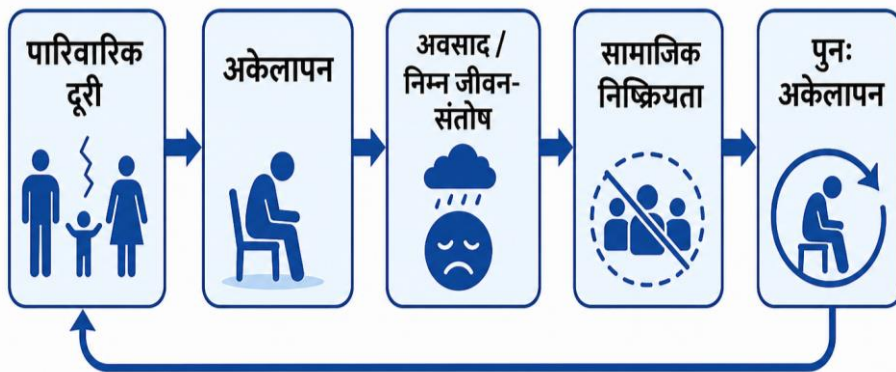 पारिवारिक
दूरी
अकेलापन
अवसाद /
निम्न जीवन-
संतोष
सामाजिक
निष्क्रियता
पुनः
अकेलापन